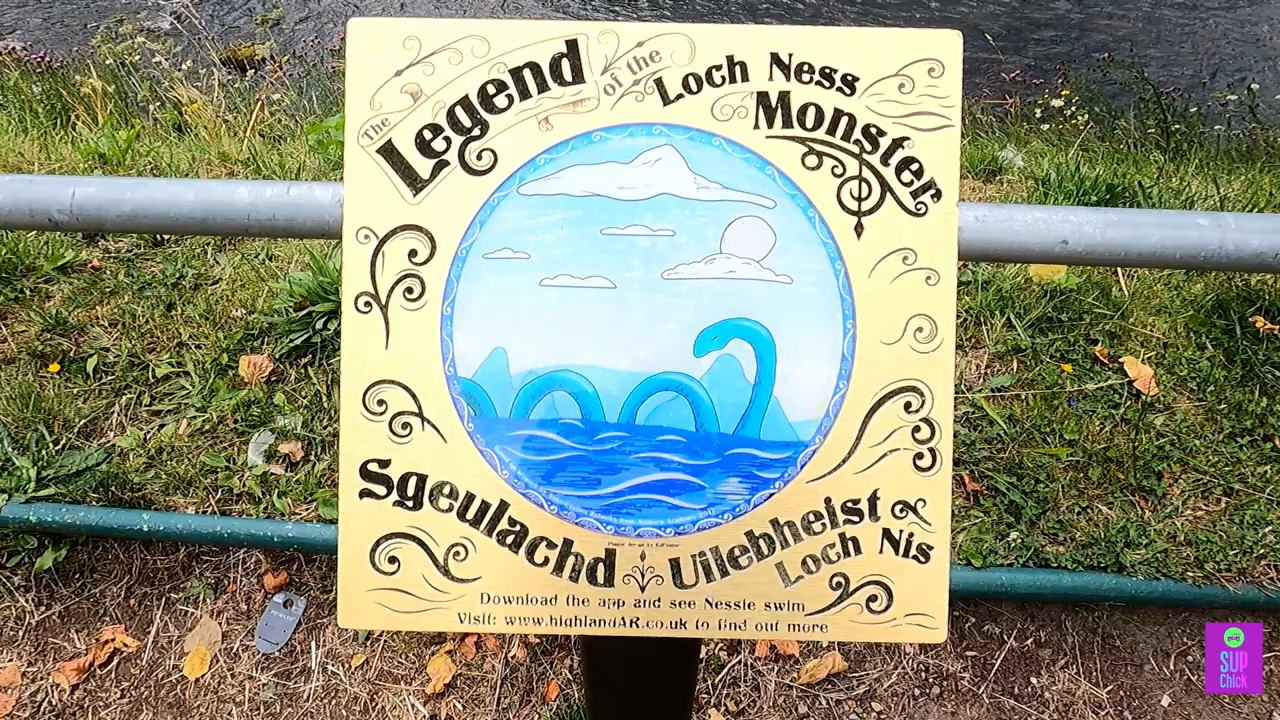 The
Legend
of the
Loch Ness
Monster
Sgeulachd
Uilebheist
Loch Nis
Download the app and see Nessie swim
Visit: www.highlandAR.co.uk to find out more
SUP
Chick